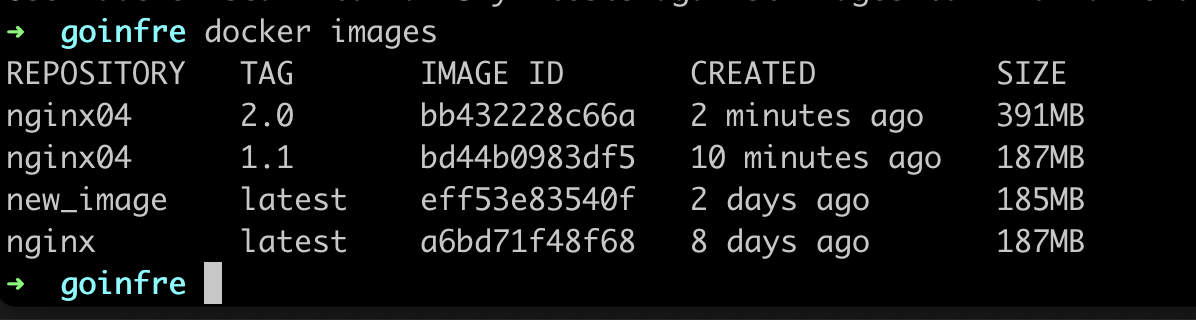 ➜ goinfre docker images
REPOSITORY TAG IMAGE ID CREATED SIZE
nginx04 2.0 bb432228c66a 2 minutes ago 391MB
nginx04 1.1 bd44b0983df5 10 minutes ago 187MB
new_image latest eff53e83540f 2 days ago 185MB
nginx latest a6bd71f48f68 8 days ago 187MB
➜ goinfre